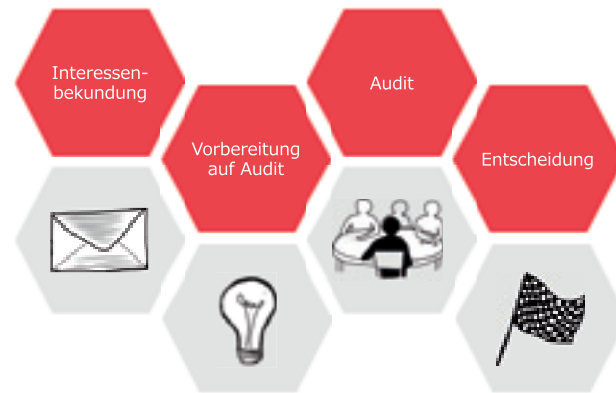 Interessen-
bekundung
Vorbereitung
auf Audit
Audit
Entscheidung